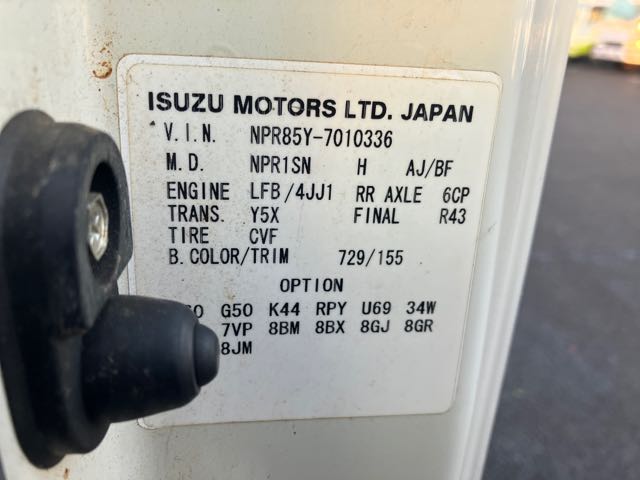 ISUZU MOTORS LTD. JAPAN
V.I.N. NPR85Y-7010336
M.D. NPR1SN H AJ/BF
ENGINE LFB/4JJ1 RR AXLE 6CP
TRANS. Y5X FINAL R43
TIRE CVF
B.COLOR/TRIM 729/155
OPTION
G50 K44 RPY U69 34W
7VP 8BM 8BX 8GJ 8GR
8JM